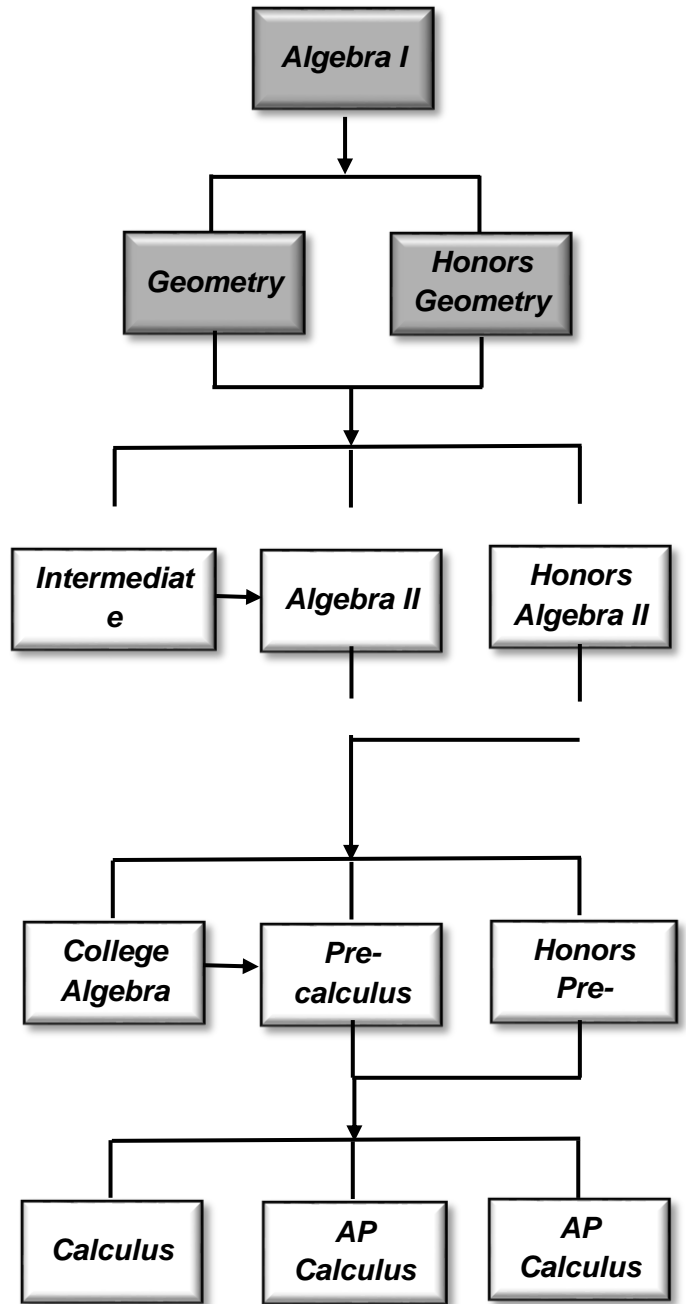 Algebra I
Geometry
Honors
Geometry
Intermediat
e
Algebra II
Honors
Algebra II
College
Algebra
Pre-
calculus
Honors
Pre-
Calculus
AP
Calculus
AP
Calculus